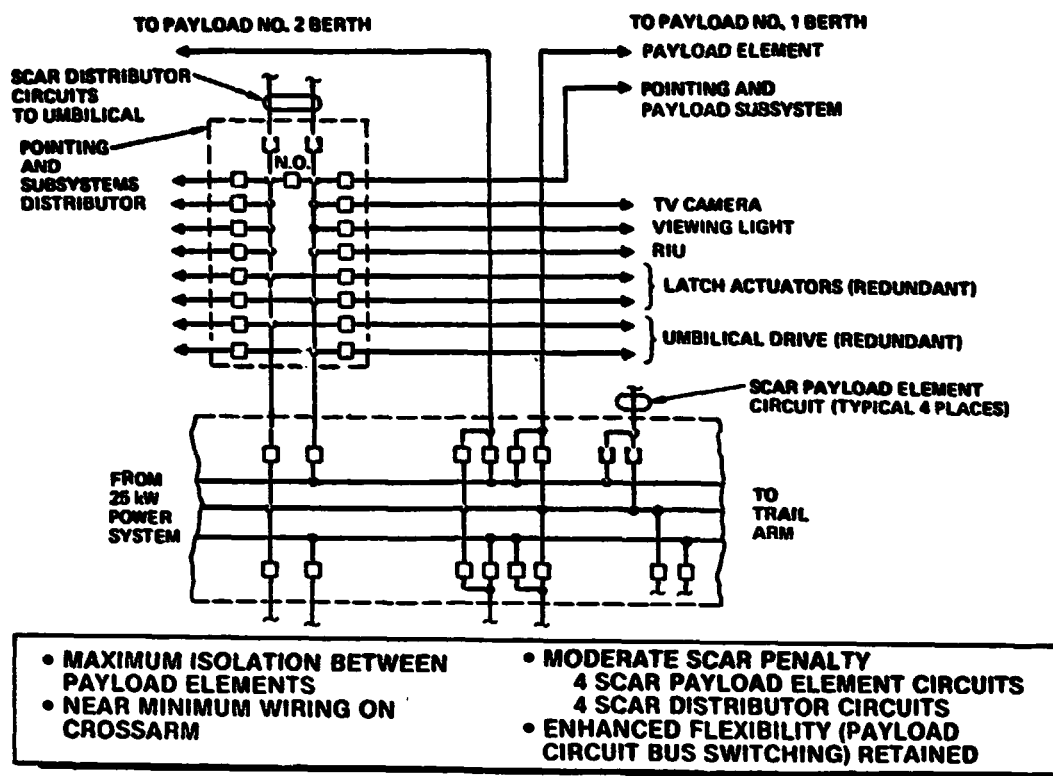 TO PAYLOAD NO. 2 BERTH
TO PAYLOAD NO. 1 BERTH
PAYLOAD ELEMENT
SCAR DISTRIBUTOR
CIRCUITS
TO UMBILICAL
POINTING AND
PAYLOAD SUBSYSTEM
POINTING
AND
SUBSYSTEMS
DISTRIBUTOR
N.O.
TV CAMERA
VIEWING LIGHT
RIU
LATCH ACTUATORS (REDUNDANT)
UMBILICAL DRIVE (REDUNDANT)
SCAR PAYLOAD ELEMENT
CIRCUIT (TYPICAL 4 PLACES)
FROM
25 kW
POWER
SYSTEM
TO
TRAIL
ARM
• MAXIMUM ISOLATION BETWEEN
PAYLOAD ELEMENTS
• NEAR MINIMUM WIRING ON
CROSSARM
• MODERATE SCAR PENALTY
4 SCAR PAYLOAD ELEMENT CIRCUITS
4 SCAR DISTRIBUTOR CIRCUITS
• ENHANCED FLEXIBILITY (PAYLOAD
CIRCUIT BUS SWITCHING) RETAINED